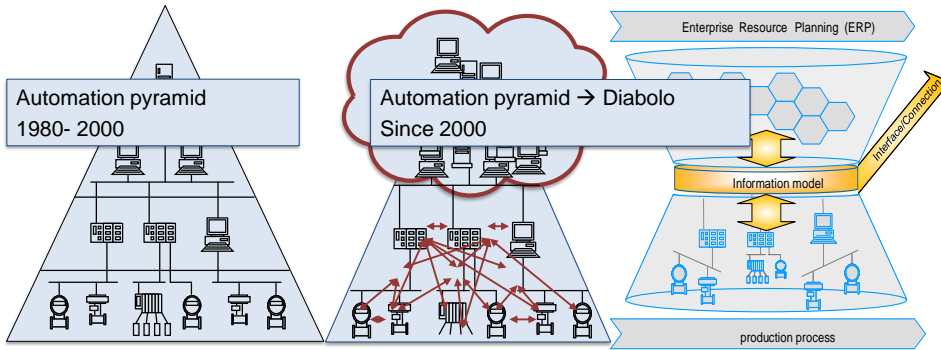 Automation pyramid
1980- 2000
Automation pyramid → Diabolo
Since 2000
Enterprise Resource Planning (ERP)
Interface/Connection
Information model
production process